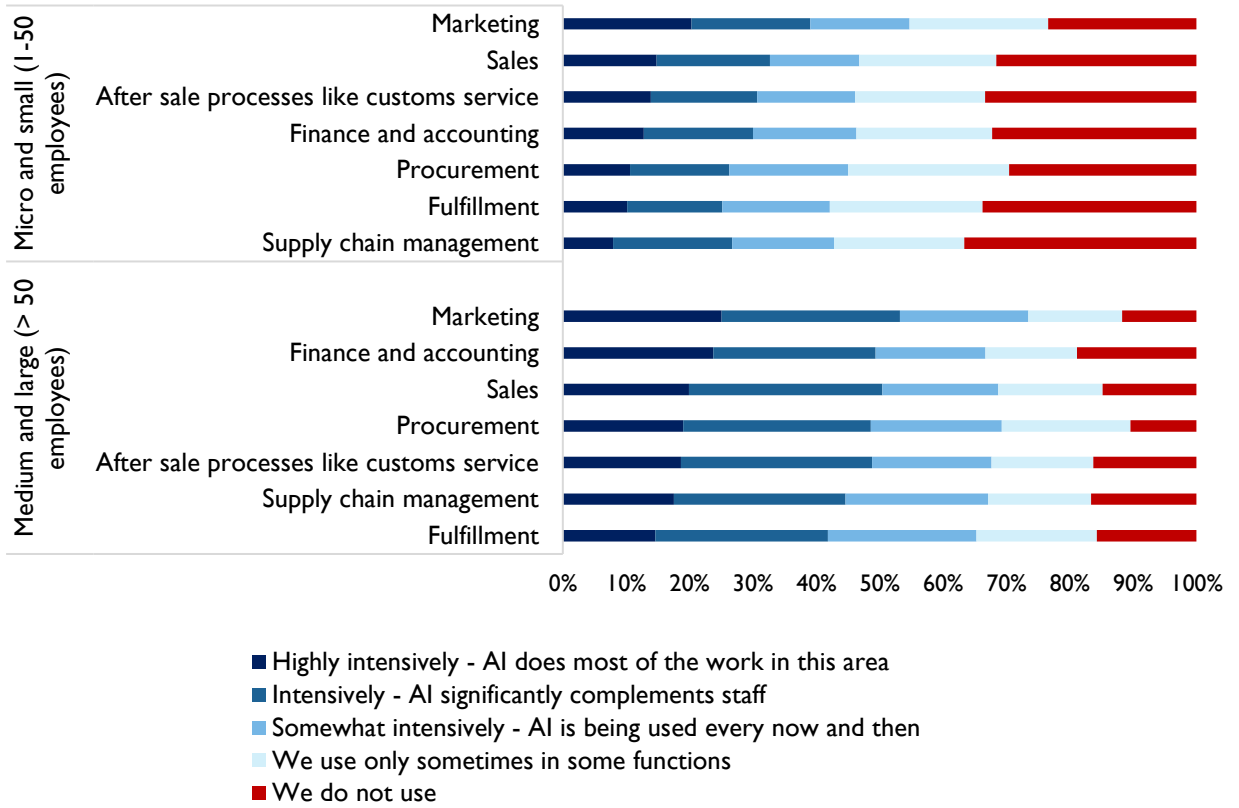 Micro and small (1-50
employees)
Marketing
Sales
After sale processes like customs service
Finance and accounting
Procurement
Fulfillment
Supply chain management
Medium and large (> 50
employees)
Marketing
Finance and accounting
Sales
Procurement
After sale processes like customs service
Supply chain management
Fulfillment
0% 10% 20% 30% 40% 50% 60% 70% 80% 90% 100%
Highly intensively - AI does most of the work in this area
Intensively - AI significantly complements staff
Somewhat intensively - AI is being used every now and then
We use only sometimes in some functions
We do not use